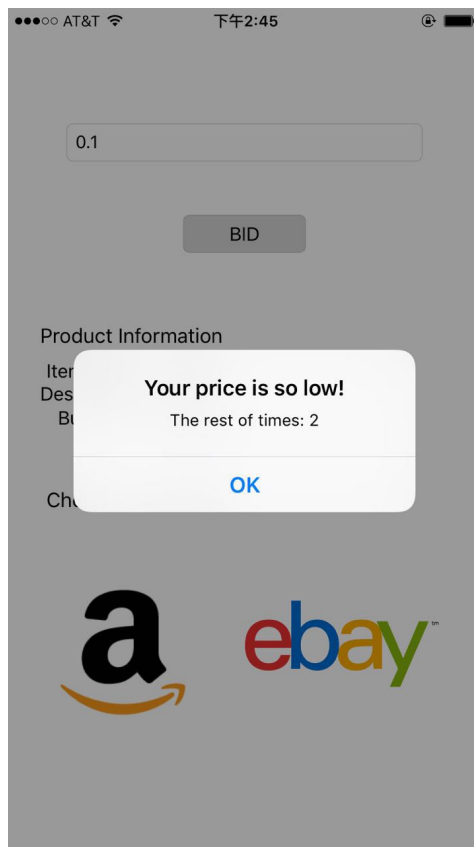 AT&T 下午2:45
0.1
BID
Product Information
Your price is so low!
The rest of times: 2
OK
a
ebay™